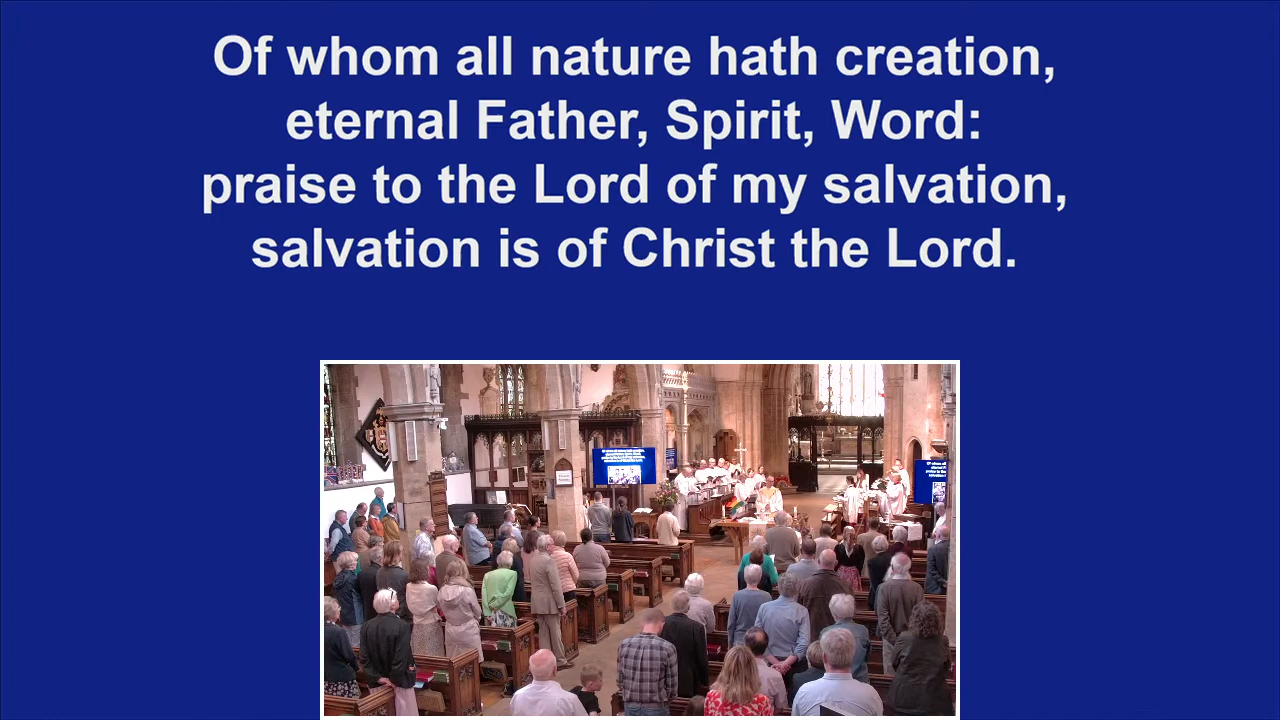 Of whom all nature hath creation,
eternal Father, Spirit, Word:
praise to the Lord of my salvation,
salvation is of Christ the Lord.